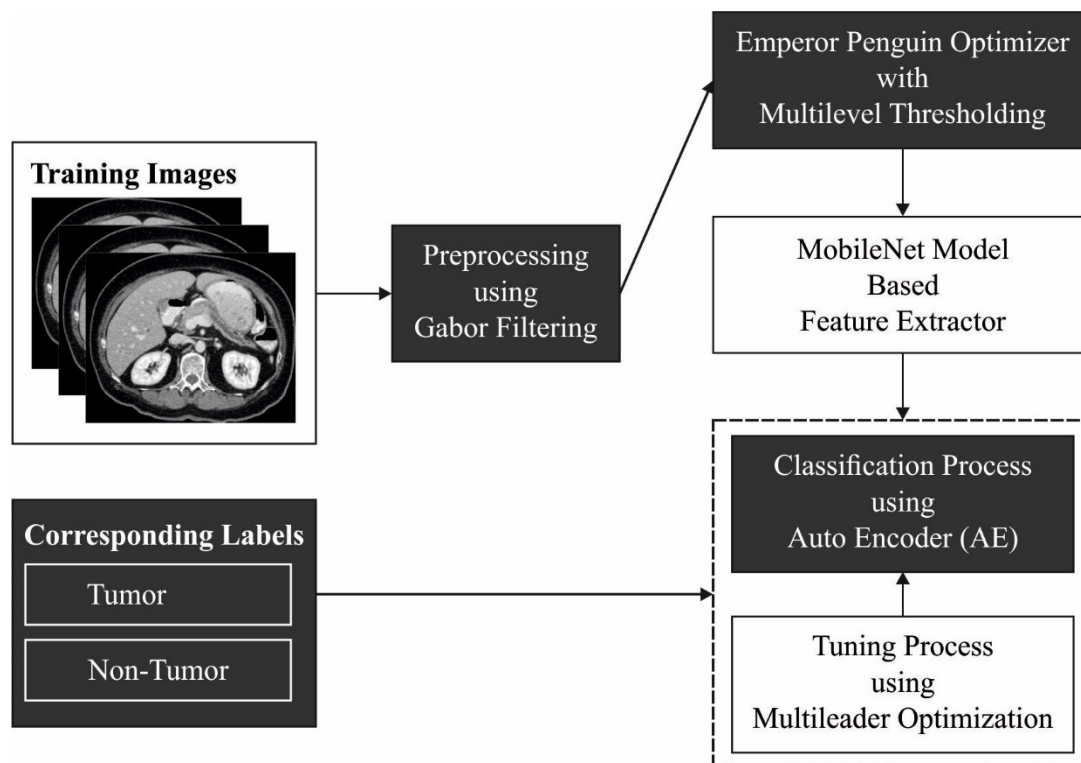 Emperor Penguin Optimizer
with
Multilevel Thresholding
Training Images
Preprocessing
using
Gabor Filtering
MobileNet Model
Based
Feature Extractor
Classification Process
using
Auto Encoder (AE)
Corresponding Labels
Tumor
Non-Tumor
Tuning Process
using
Multileader Optimization